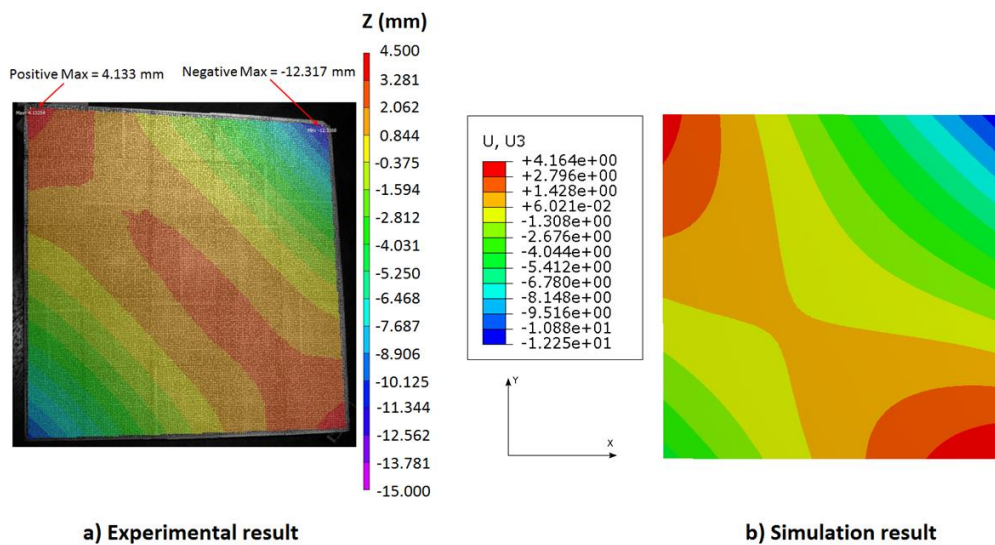 Z (mm)
Positive Max = 4.133 mm
Negative Max = -12.317 mm
4.500
3.281
2.062
0.844
-0.375
-1.594
-2.812
-4.031
-5.250
-6.468
-7.687
-8.906
-10.125
-11.344
-12.562
-13.781
-15.000
U, U3
+4.164e+00
+2.796e+00
+1.428e+00
+6.021e-02
-1.308e+00
-2.676e+00
-4.044e+00
-5.412e+00
-6.780e+00
-8.148e+00
-9.516e+00
-1.088e+01
-1.225e+01
Y
X
a) Experimental result
b) Simulation result